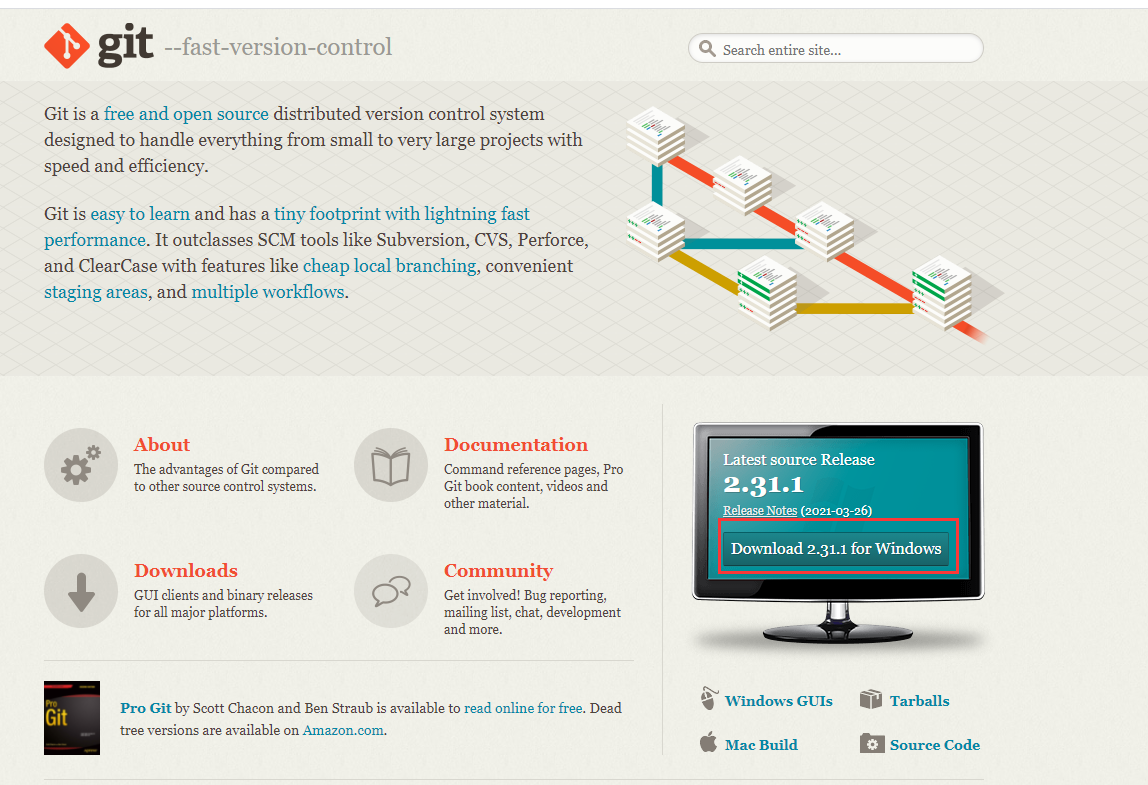 git --fast-version-control
Search entire site...
Git is a free and open source distributed version control system
designed to handle everything from small to very large projects with
speed and efficiency.
Git is easy to learn and has a tiny footprint with lightning fast
performance. It outclasses SCM tools like Subversion, CVS, Perforce,
and ClearCase with features like cheap local branching, convenient
staging areas, and multiple workflows.
About
The advantages of Git compared
to other source control systems.
Documentation
Command reference pages, Pro
Git book content, videos and
other material.
Downloads
GUI clients and binary releases
for all major platforms.
Community
Get involved! Bug reporting,
mailing list, chat, development
and more.
Pro
Git
Pro Git by Scott Chacon and Ben Straub is available to read online for free. Dead
tree versions are available on Amazon.com.
Latest source Release
2.31.1
Release Notes (2021-03-26)
Download 2.31.1 for Windows
Windows GUIs
Tarballs
Mac Build
Source Code